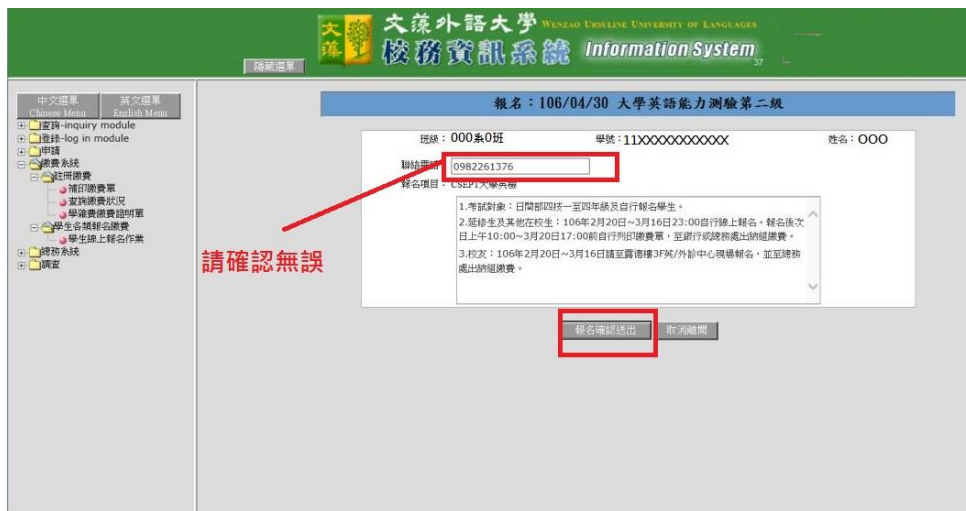 文藻
文藻外語大學 WENZAO URSULINE UNIVERSITY OF LANGUAGES
校務資訊系統 Information System
37
隱藏選單
中文選單
Chinese Menu
英文選單
English Menu
查詢-inquiry module
登錄-log in module
申請
繳費系統
註冊繳費
補印繳費單
查詢繳費狀況
學雜費繳費證明單
學生各類報名繳費
學生線上報名作業
總務系統
調查
報名：106/04/30 大學英語能力測驗第二級
班級：000系0班 學號：11XXXXXXXXXXX 姓名：OOO
聯絡電話 0982261376
報名項目：CSEPT大學英檢
1.考試對象：日間部四技一至四年級及自行報名學生。
2.延修生及其他在校生：106年2月20日~3月16日23:00自行線上報名。報名後次
日上午10:00~3月20日17:00前自行列印繳費單，至銀行或總務處出納組繳費。
3.校友：106年2月20日~3月16日請至露德樓3F英/外診中心現場報名，並至總務
處出納組繳費。
請確認無誤
報名確認送出
取消離開